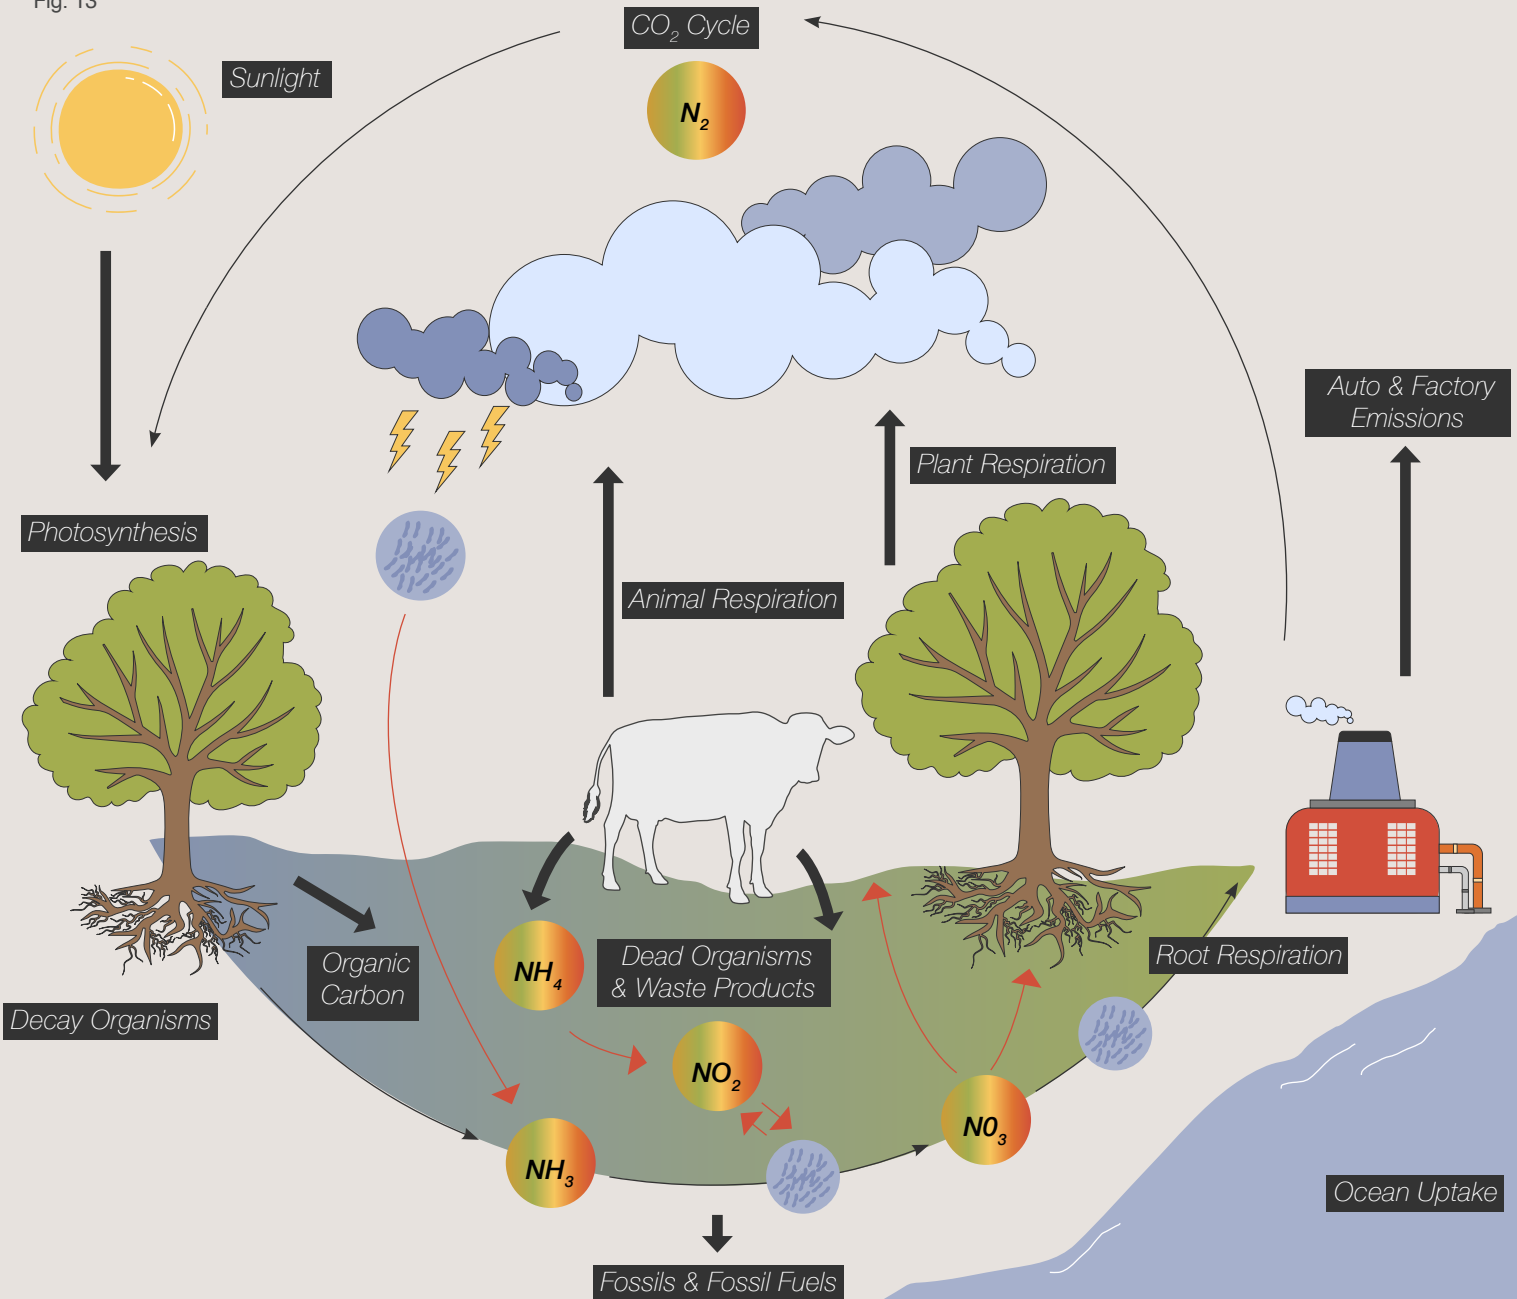 Fig. 13
CO₂ Cycle
Sunlight
N₂
Auto & Factory
Emissions
Plant Respiration
Photosynthesis
Animal Respiration
Organic
Carbon
NH₄
Dead Organisms
& Waste Products
Root Respiration
Decay Organisms
NO₂
N0₃
NH₃
Ocean Uptake
Fossils & Fossil Fuels